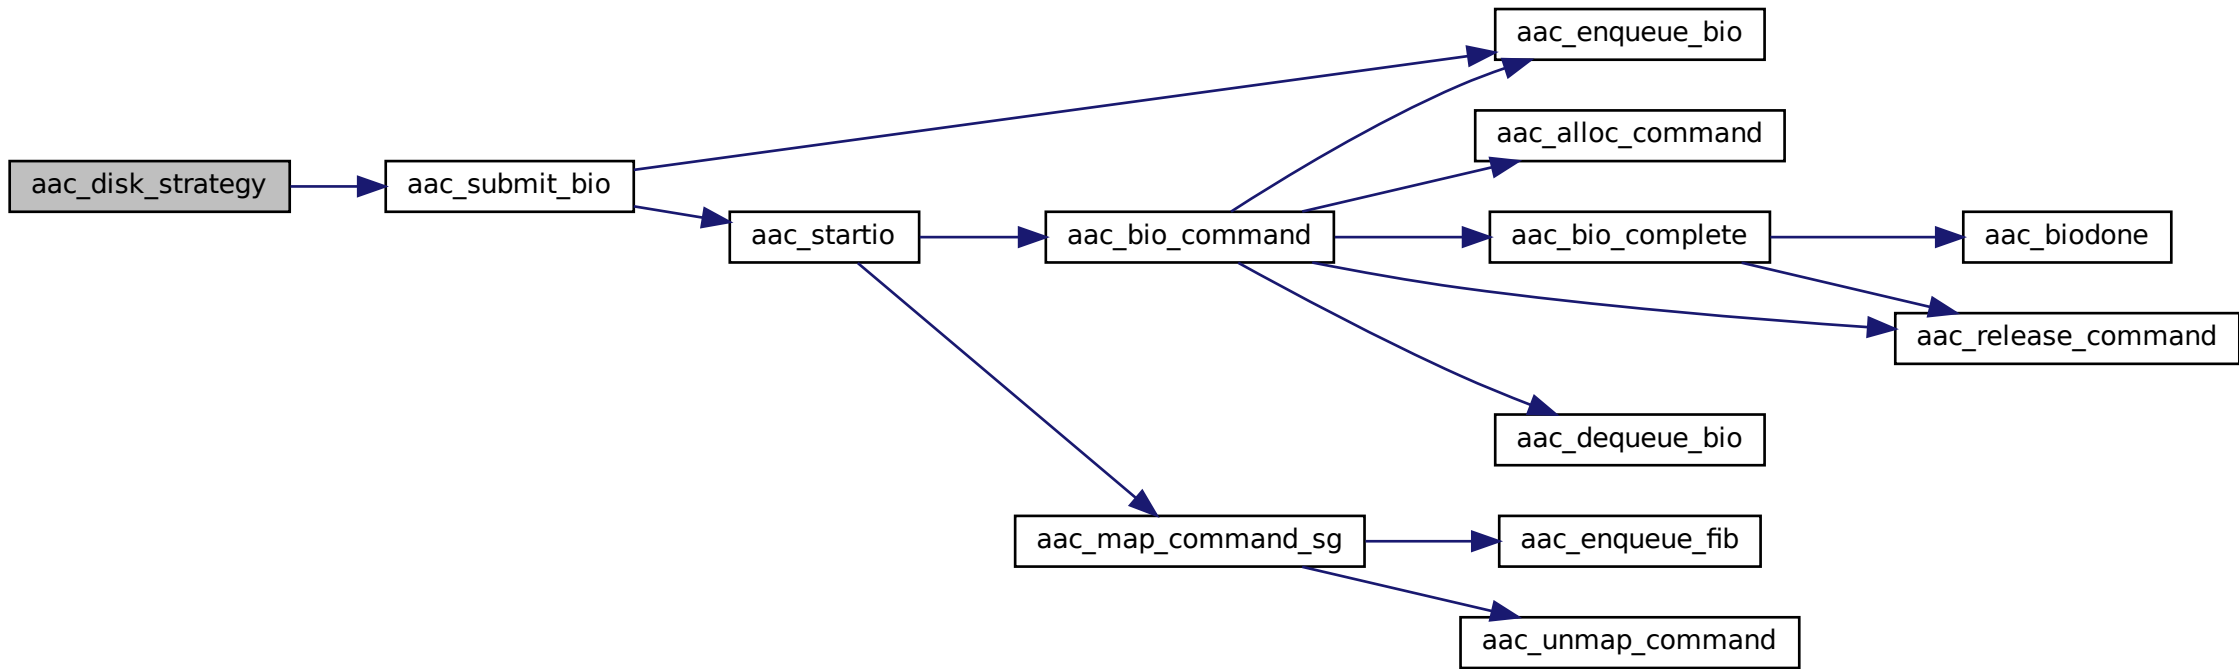 aac_enqueue_bio
aac_alloc_command
aac_disk_strategy
aac_submit_bio
aac_startio
aac_bio_command
aac_bio_complete
aac_biodone
aac_release_command
aac_dequeue_bio
aac_map_command_sg
aac_enqueue_fib
aac_unmap_command